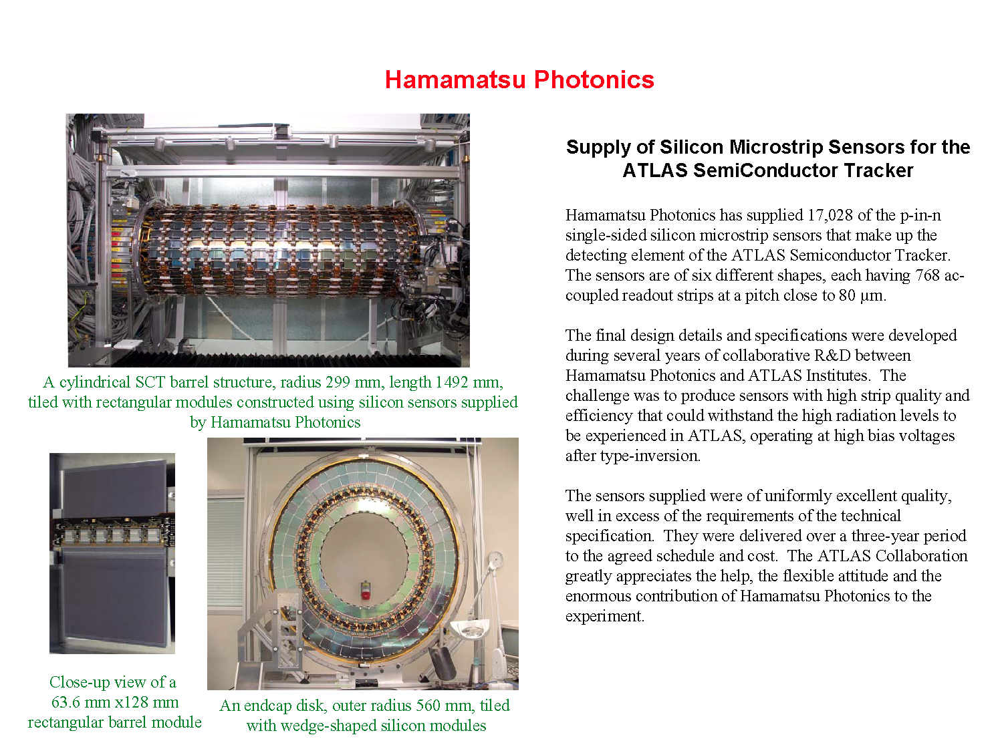 Hamamatsu Photonics
A cylindrical SCT barrel structure, radius 299 mm, length 1492 mm,
tiled with rectangular modules constructed using silicon sensors supplied
by Hamamatsu Photonics
Close-up view of a
63.6 mm x128 mm
rectangular barrel module
An endcap disk, outer radius 560 mm, tiled
with wedge-shaped silicon modules
Supply of Silicon Microstrip Sensors for the
ATLAS SemiConductor Tracker
Hamamatsu Photonics has supplied 17,028 of the p-in-n
single-sided silicon microstrip sensors that make up the
detecting element of the ATLAS Semiconductor Tracker.
The sensors are of six different shapes, each having 768 ac-
coupled readout strips at a pitch close to 80 µm.
The final design details and specifications were developed
during several years of collaborative R&D between
Hamamatsu Photonics and ATLAS Institutes.  The
challenge was to produce sensors with high strip quality and
efficiency that could withstand the high radiation levels to
be experienced in ATLAS, operating at high bias voltages
after type-inversion.
The sensors supplied were of uniformly excellent quality,
well in excess of the requirements of the technical
specification.  They were delivered over a three-year period
to the agreed schedule and cost.  The ATLAS Collaboration
greatly appreciates the help, the flexible attitude and the
enormous contribution of Hamamatsu Photonics to the
experiment.